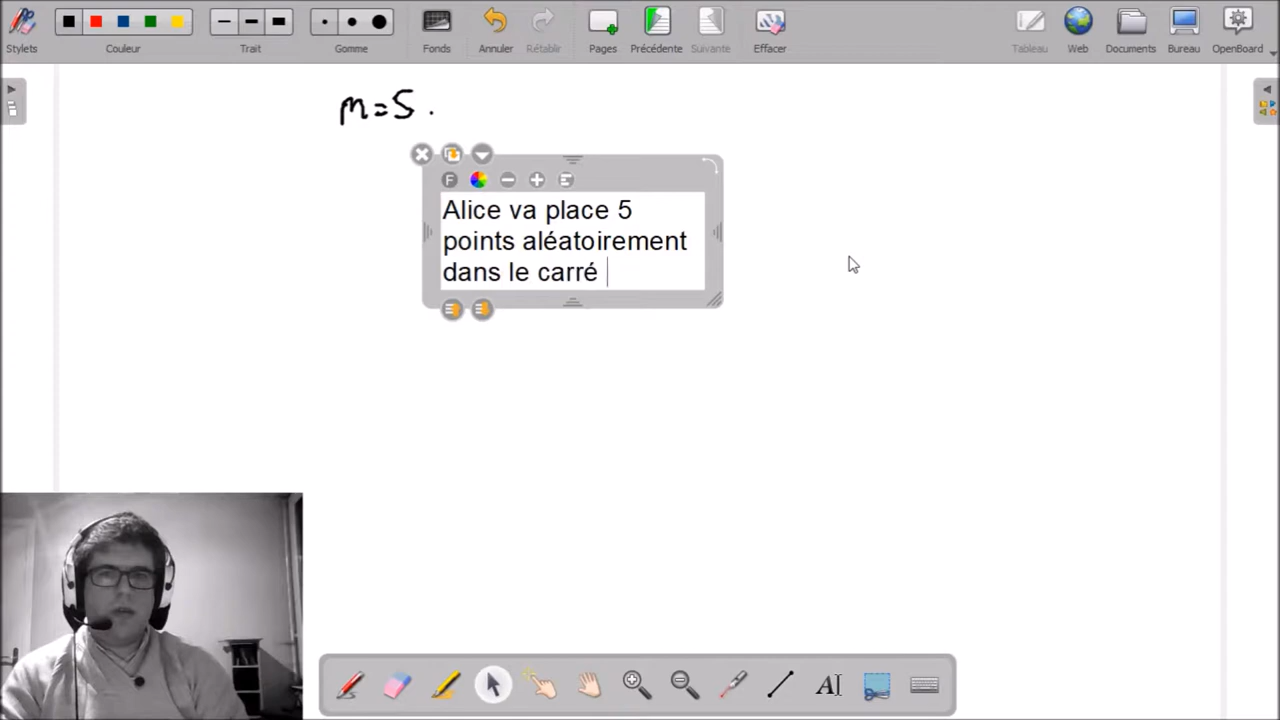 Stylets
Couleur
Trait
Gomme
Fonds
Annuler
Rétablir
Pages
Précédente
Suivante
Effacer
Tableau
Web
Documents
Bureau
OpenBoard
n=5.
F
Alice va place 5
points aléatoirement
dans le carré
AI